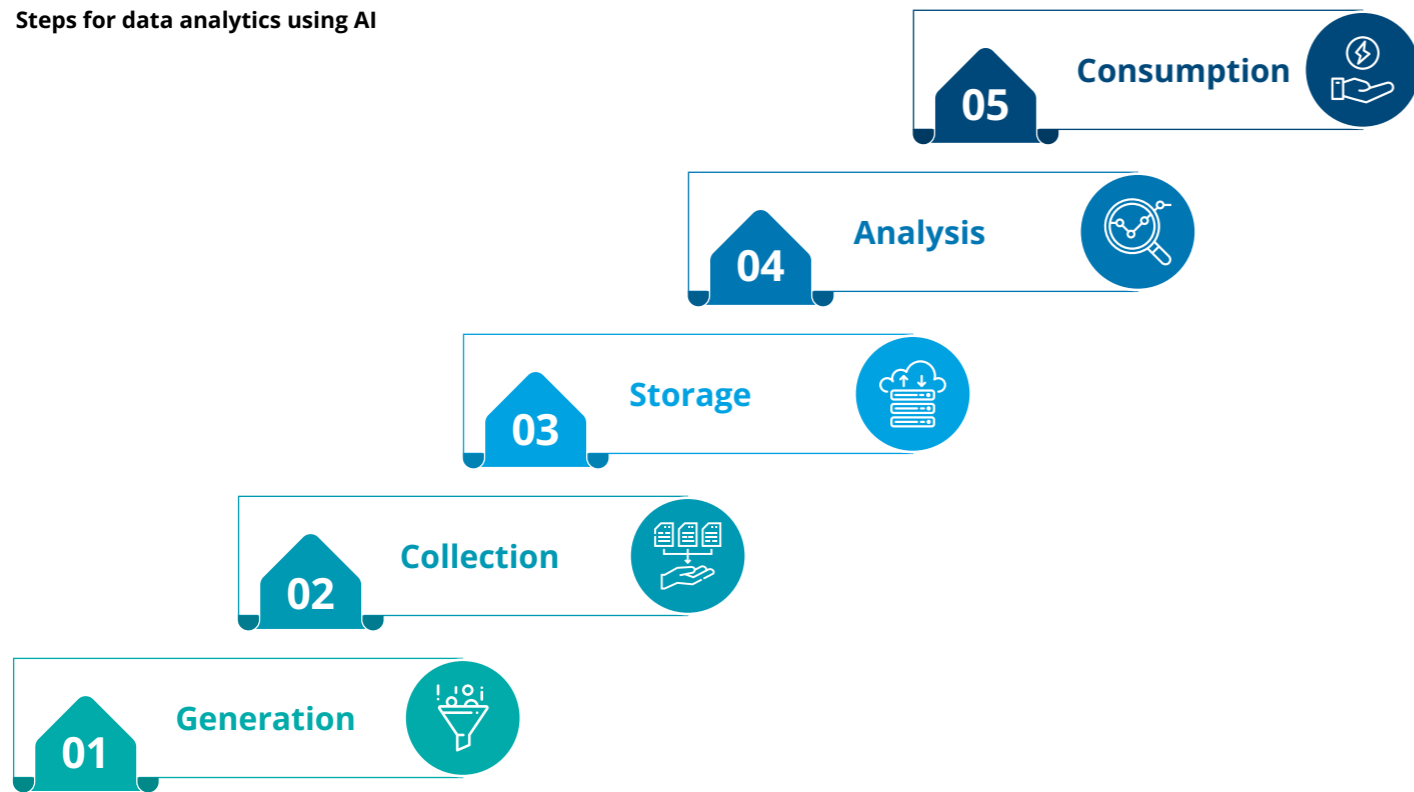 Steps for data analytics using AI
05
Consumption
04
Analysis
03
Storage
02
Collection
01
Generation